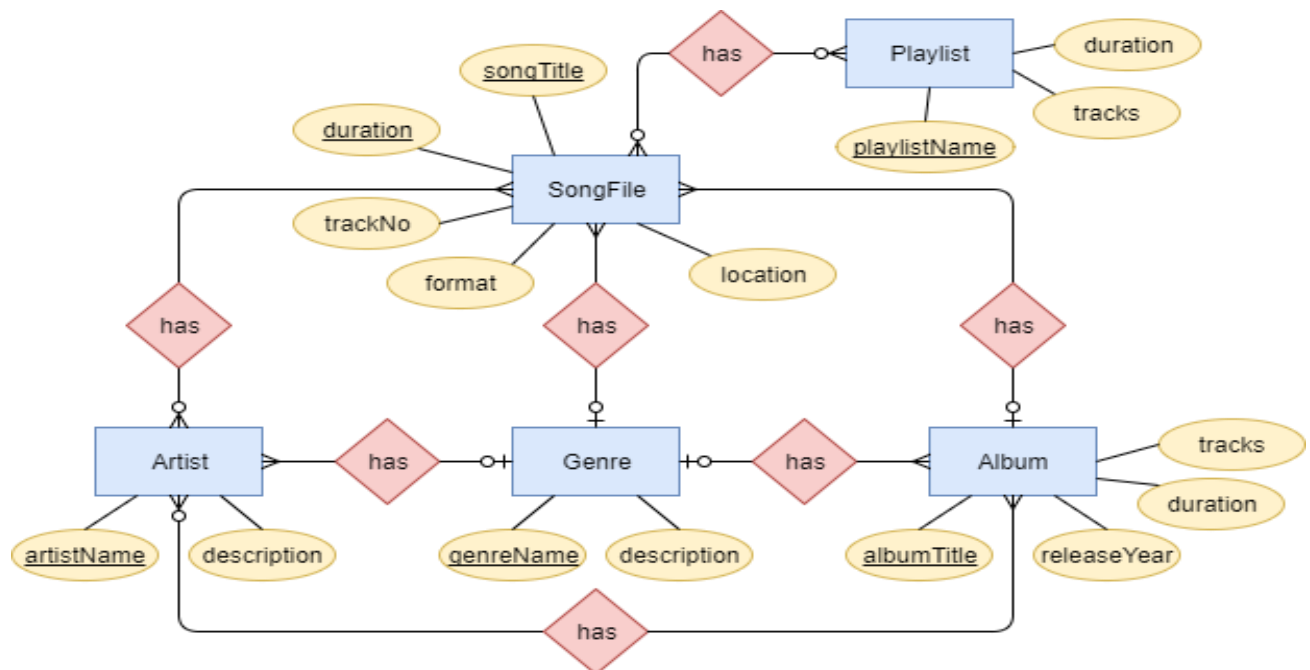 has
Playlist
duration
tracks
playlistName
songTitle
duration
SongFile
trackNo
format
location
has
has
has
Artist
has
Genre
has
Album
tracks
duration
artistName
description
genreName
description
albumTitle
releaseYear
has